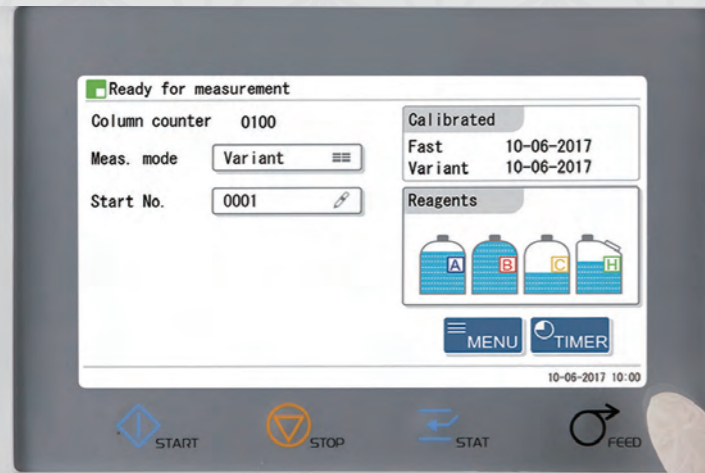 Ready for measurement
Column counter 0100
Meas. mode Variant
Start No. 0001
Calibrated
Fast 10-06-2017
Variant 10-06-2017
Reagents
A B C H
MENU TIMER
10-06-2017 10:00
START STOP STAT FEED